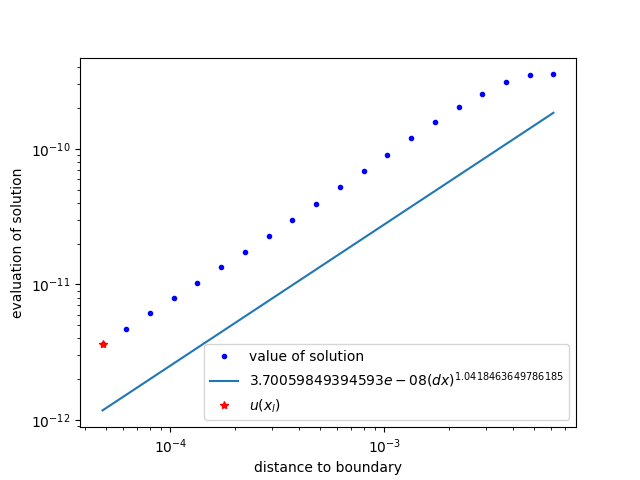 10⁻¹⁰
10⁻¹¹
10⁻¹²
evaluation of solution
value of solution
3.70059849394593e − 08(dx)^1.0418463649786185
u(x_l)
10⁻⁴
10⁻³
distance to boundary